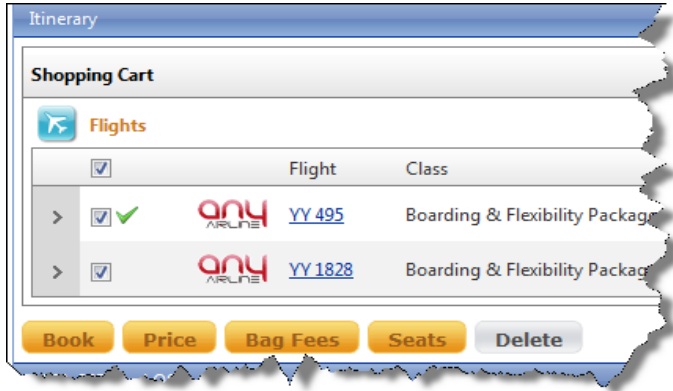 Itinerary
Shopping Cart
Flights
Flight Class
any AIRLINE YY 495 Boarding & Flexibility Package
any AIRLINE YY 1828 Boarding & Flexibility Packag
Book Price Bag Fees Seats Delete